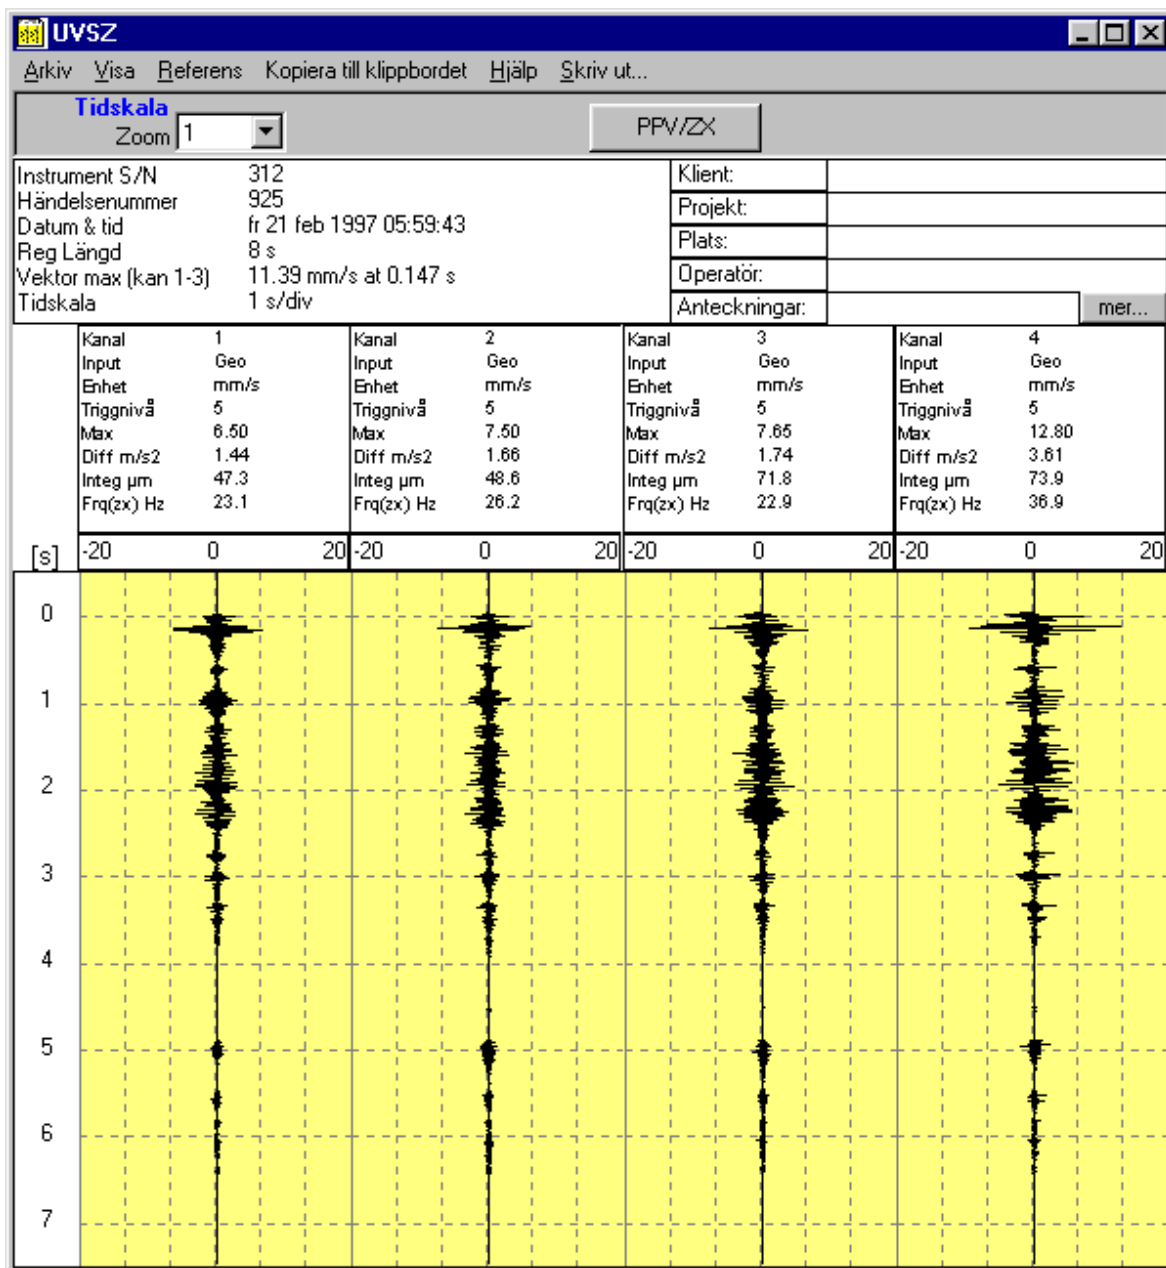 UVSZ
Arkiv Visa Referens Kopiera till klippbordet Hjälp Skriv ut...
Tidskala
Zoom 1
PPV/ZX
Instrument S/N 312
Händelsenummer 925
Datum & tid fr 21 feb 1997 05:59:43
Reg Längd 8 s
Vektor max (kan 1-3) 11.39 mm/s at 0.147 s
Tidskala 1 s/div
Klient:
Projekt:
Plats:
Operatör:
Anteckningar: mer...
Kanal 1 Kanal 2 Kanal 3 Kanal 4
Input Geo Input Geo Input Geo Input Geo
Enhet mm/s Enhet mm/s Enhet mm/s Enhet mm/s
Triggnivå 5 Triggnivå 5 Triggnivå 5 Triggnivå 5
Max 6.50 Max 7.50 Max 7.65 Max 12.80
Diff m/s2 1.44 Diff m/s2 1.66 Diff m/s2 1.74 Diff m/s2 3.61
Integ µm 47.3 Integ µm 48.6 Integ µm 71.8 Integ µm 73.9
Frq(zx) Hz 23.1 Frq(zx) Hz 26.2 Frq(zx) Hz 22.9 Frq(zx) Hz 36.9
[s] -20 0 20 -20 0 20 -20 0 20 -20 0 20
0
1
2
3
4
5
6
7